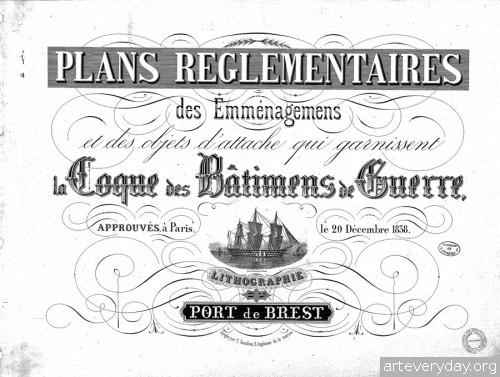 PLANS REGLEMENTAIRES
des Emménagemens
et des objets d'attache qui garnissent
la Coque des Bâtimens de Guerre,
APPROUVÉS, à Paris, le 20 Décembre 1838.
LITHOGRAPHIE
PORT de BREST.
arteveryday.org